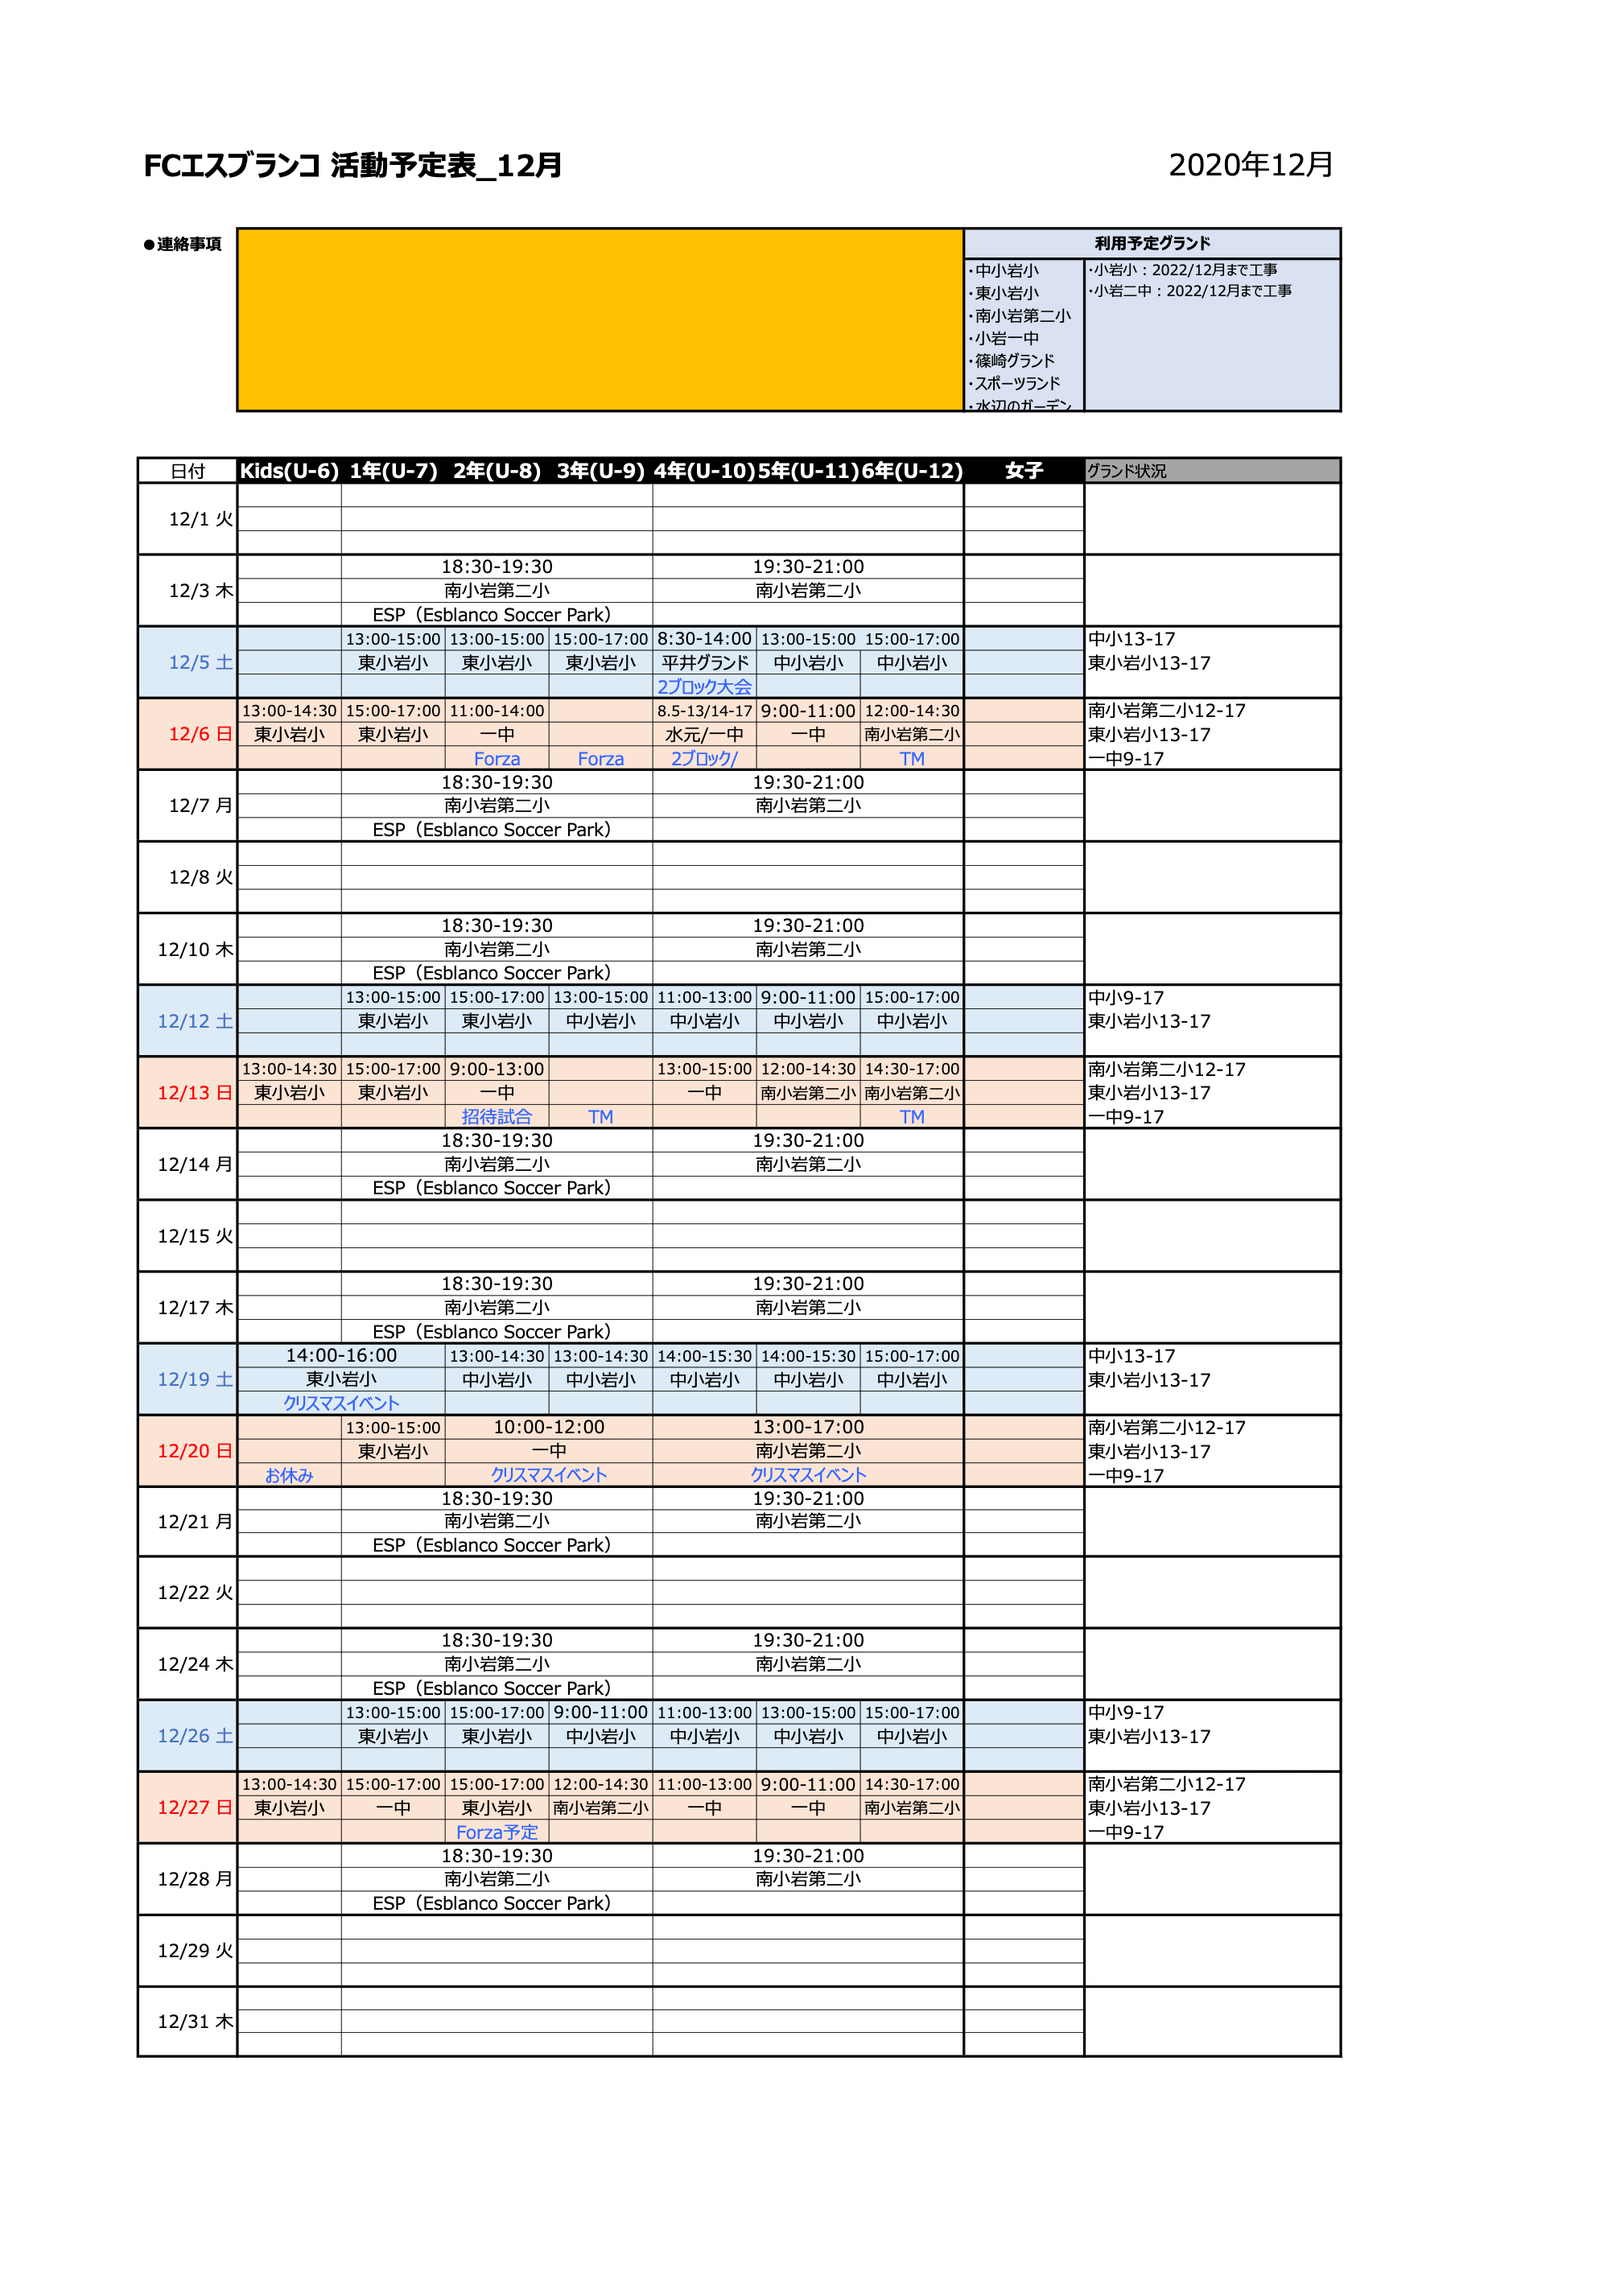 FCエスブランコ 活動予定表_12月 2020年12月
●連絡事項 利用予定グランド
・中小岩小 ・小岩小：2022/12月まで工事
・東小岩小 ・小岩二中：2022/12月まで工事
・南小岩第二小
・小岩一中
・篠崎グランド
・スポーツランド
・水辺のガーデン
日付 Kids(U-6) 1年(U-7) 2年(U-8) 3年(U-9) 4年(U-10) 5年(U-11) 6年(U-12) 女子 グランド状況
12/1 火
18:30-19:30 19:30-21:00
12/3 木 南小岩第二小 南小岩第二小
ESP（Esblanco Soccer Park）
13:00-15:00 13:00-15:00 15:00-17:00 8:30-14:00 13:00-15:00 15:00-17:00 中小13-17
12/5 土 東小岩小 東小岩小 東小岩小 平井グランド 中小岩小 中小岩小 東小岩小13-17
2ブロック大会
13:00-14:30 15:00-17:00 11:00-14:00 8.5-13/14-17 9:00-11:00 12:00-14:30 南小岩第二小12-17
12/6 日 東小岩小 東小岩小 一中 水元/一中 一中 南小岩第二小 東小岩小13-17
Forza Forza 2ブロック/ TM 一中9-17
18:30-19:30 19:30-21:00
12/7 月 南小岩第二小 南小岩第二小
ESP（Esblanco Soccer Park）
12/8 火
18:30-19:30 19:30-21:00
12/10 木 南小岩第二小 南小岩第二小
ESP（Esblanco Soccer Park）
13:00-15:00 15:00-17:00 13:00-15:00 11:00-13:00 9:00-11:00 15:00-17:00 中小9-17
12/12 土 東小岩小 東小岩小 中小岩小 中小岩小 中小岩小 中小岩小 東小岩小13-17
13:00-14:30 15:00-17:00 9:00-13:00 13:00-15:00 12:00-14:30 14:30-17:00 南小岩第二小12-17
12/13 日 東小岩小 東小岩小 一中 一中 南小岩第二小 南小岩第二小 東小岩小13-17
招待試合 TM TM 一中9-17
18:30-19:30 19:30-21:00
12/14 月 南小岩第二小 南小岩第二小
ESP（Esblanco Soccer Park）
12/15 火
18:30-19:30 19:30-21:00
12/17 木 南小岩第二小 南小岩第二小
ESP（Esblanco Soccer Park）
14:00-16:00 13:00-14:30 13:00-14:30 14:00-15:30 14:00-15:30 15:00-17:00 中小13-17
12/19 土 東小岩小 中小岩小 中小岩小 中小岩小 中小岩小 中小岩小 東小岩小13-17
クリスマスイベント
13:00-15:00 10:00-12:00 13:00-17:00 南小岩第二小12-17
12/20 日 東小岩小 一中 南小岩第二小 東小岩小13-17
お休み クリスマスイベント クリスマスイベント 一中9-17
18:30-19:30 19:30-21:00
12/21 月 南小岩第二小 南小岩第二小
ESP（Esblanco Soccer Park）
12/22 火
18:30-19:30 19:30-21:00
12/24 木 南小岩第二小 南小岩第二小
ESP（Esblanco Soccer Park）
13:00-15:00 15:00-17:00 9:00-11:00 11:00-13:00 13:00-15:00 15:00-17:00 中小9-17
12/26 土 東小岩小 東小岩小 中小岩小 中小岩小 中小岩小 中小岩小 東小岩小13-17
13:00-14:30 15:00-17:00 15:00-17:00 12:00-14:30 11:00-13:00 9:00-11:00 14:30-17:00 南小岩第二小12-17
12/27 日 東小岩小 一中 東小岩小 南小岩第二小 一中 一中 南小岩第二小 東小岩小13-17
Forza予定 一中9-17
18:30-19:30 19:30-21:00
12/28 月 南小岩第二小 南小岩第二小
ESP（Esblanco Soccer Park）
12/29 火
12/31 木